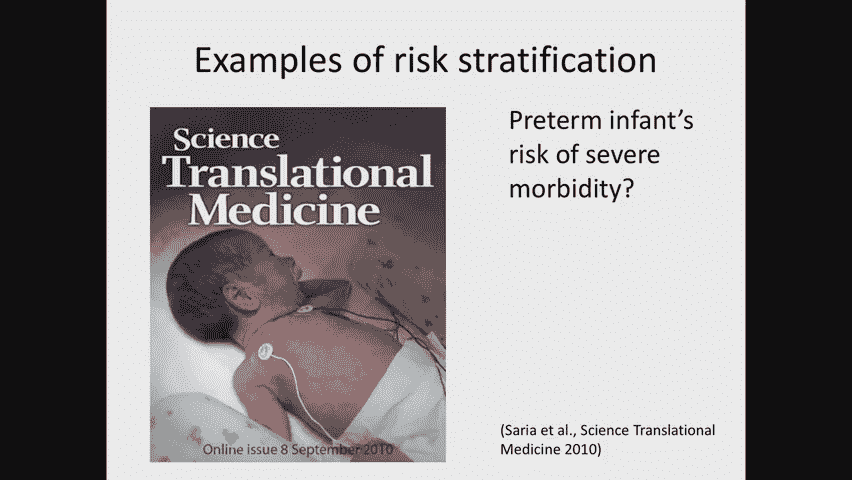 Examples of risk stratification
Science
Translational
Medicine
Online issue 8 September 2010
Preterm infant's
risk of severe
morbidity?
(Saria et al., Science Translational
Medicine 2010)